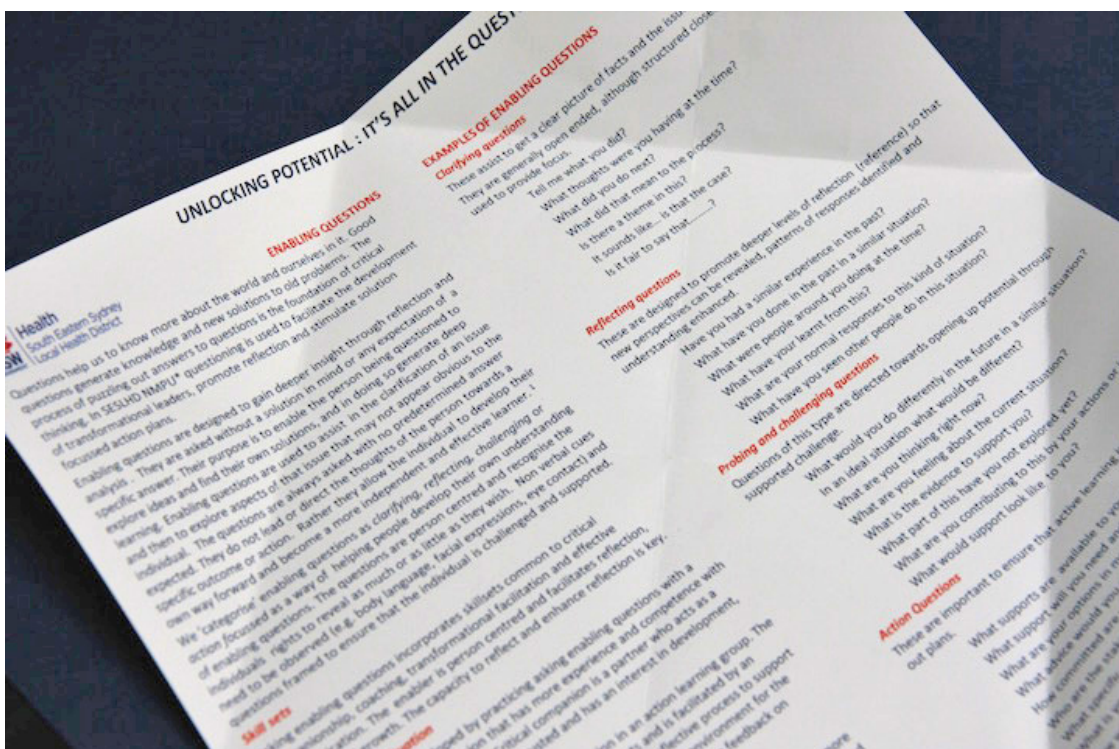 UNLOCKING POTENTIAL : IT'S ALL IN THE
Health
South Eastern Sydney
Local Health District
ENABLING QUESTIONS
Questions help us to know more about the world and ourselves in it. Good
questions generate knowledge and new solutions to old problems. The
process of puzzling out answers to questions is the foundation of critical
thinking. In SESLHD NMPU* questioning is used to facilitate the development
of transformational leaders, promote reflection and stimulate solution
focussed action plans.
Enabling questions are designed to gain deeper insight through reflection and
analysis . They are asked without a solution in mind or any expectation of a
specific answer. Their purpose is to enable the person being questioned to
explore ideas and find their own solutions, and in doing so generate deep
learning. Enabling questions are used to assist in the clarification of an issue
and then to explore aspects of that issue that may not appear obvious to the
individual. The questions are always asked with no predetermined answer
expected. They do not lead or direct the thoughts of the person towards a
specific outcome or action. Rather they allow the individual to develop their
own way forward and become a more independent and effective learner.
We 'categorise' enabling questions as clarifying, reflecting, challenging or
action focused as a way of helping people develop their own understanding
of enabling questions. The questions are person centred and recognise the
individuals rights to reveal as much or as little as they wish. Nonverbal cues
need to be observed (e.g. body language, facial expressions, eye contact) and
questions framed to ensure that the individual is challenged and supported.
Skill sets
enabling questions incorporates skillsets common to critical
coaching, transformational facilitation and effective
The enabler is person centred and facilitates reflection,
growth. The capacity to reflect and enhance reflection is key.
by practicing asking enabling questions with a
that has more experience and competence with
companion is a partner who acts as a
and has an interest in development,
in an action learning group. The
and is facilitated by an
process to support
for the
feedback on
EXAMPLES OF ENABLING QUESTIONS
Clarifying questions
These assist to get a clear picture of facts and the
They are generally open ended, although structured
used to provide focus.
Tell me what you did?
What thoughts were you having at the time?
What did you do next?
What did that mean to the process?
Is there a theme in this?
It sounds like... is that the case?
Is it fair to say that......?
Reflecting questions
These are designed to promote deeper levels of reflection (reference) so that
new perspectives can be revealed, patterns of responses identified and
understanding enhanced.
Have you had a similar experience in the past?
What have you done in the past in a similar situation?
What were people around you doing at the time?
What have your learnt from this?
What are your normal responses to this kind of situation?
What have you seen other people do in this situation?
Probing and challenging questions
Questions of this type are directed towards opening up potential through
supported challenge.
What would you do differently in the future in a similar situation?
In an ideal situation what would be different?
What are you thinking right now?
What are you feeling about the current situation?
What is the evidence to support you?
What part of this have you not explored yet?
What are you contributing to this by your actions
What would support look like to you?
Action Questions
These are important to ensure that active learning
out plans.
What supports are available
What support will you need
What are your options
What advice would
committed
Who are the